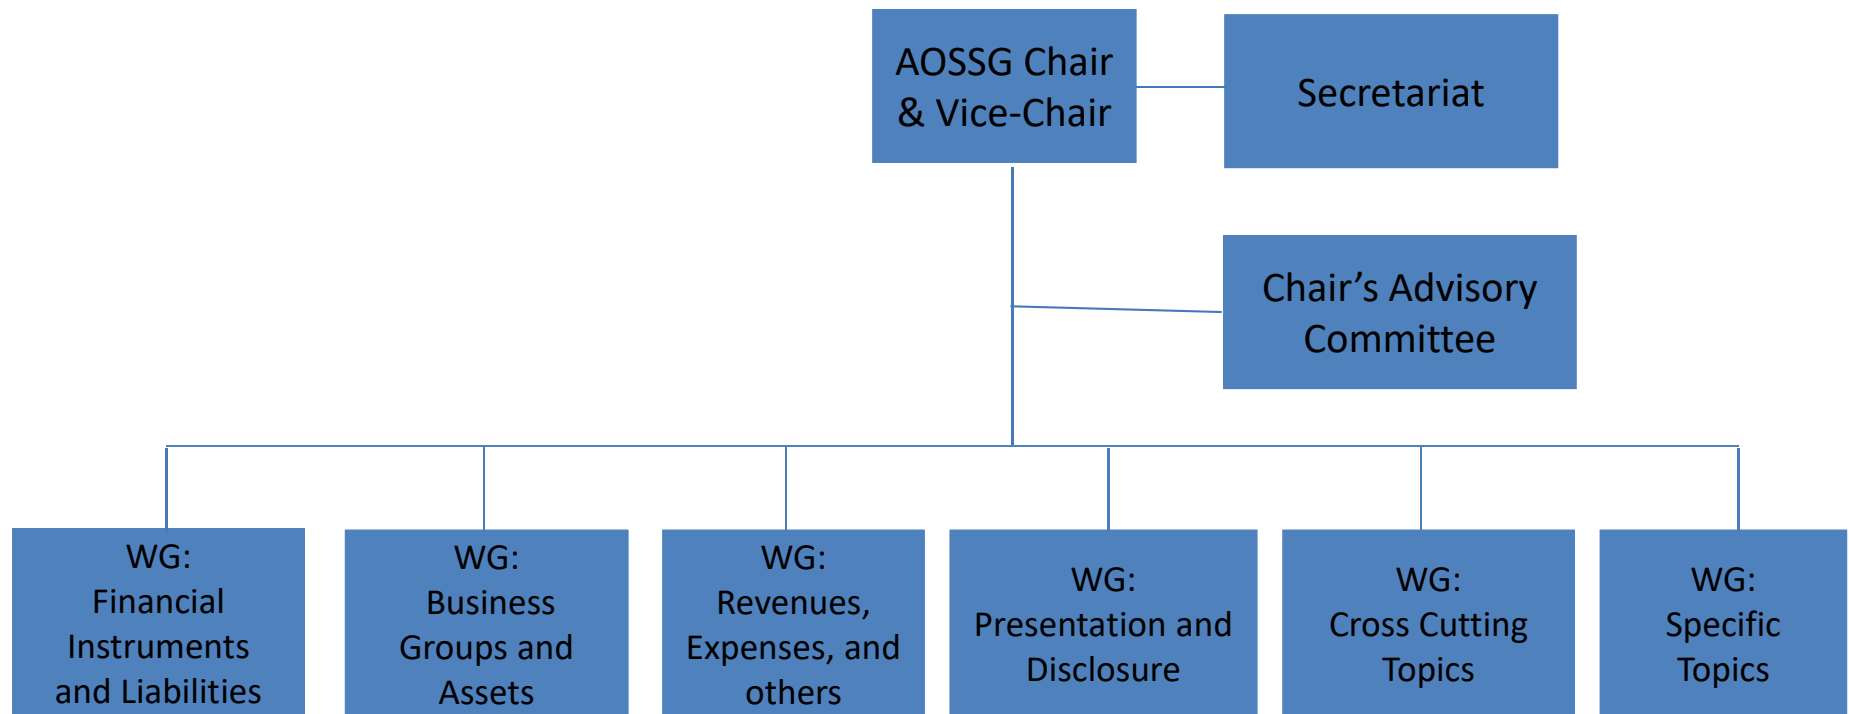 AOSSG Chair
& Vice-Chair
Secretariat
Chair’s Advisory
Committee
WG:
Financial
Instruments
and Liabilities
WG:
Business
Groups and
Assets
WG:
Revenues,
Expenses, and
others
WG:
Presentation and
Disclosure
WG:
Cross Cutting
Topics
WG:
Specific
Topics